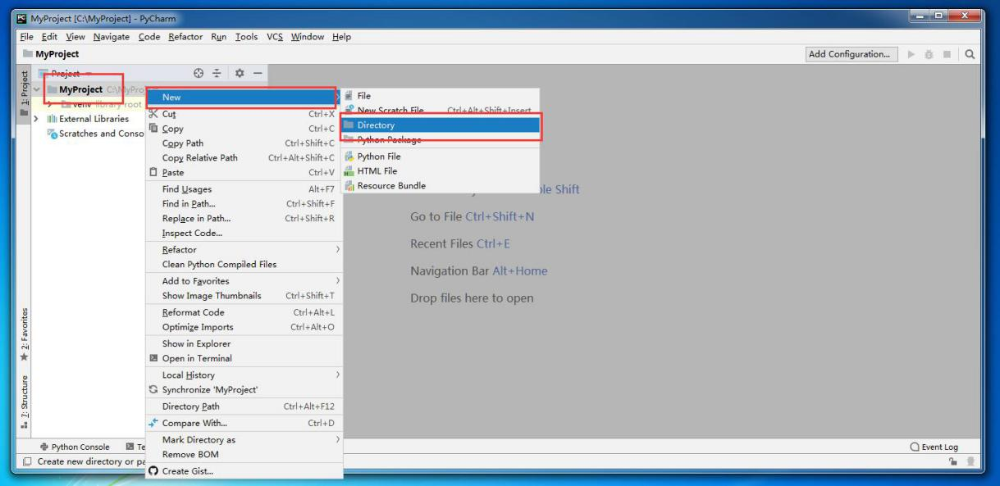 MyProject [C:\MyProject] - PyCharm
File Edit View Navigate Code Refactor Run Tools VCS Window Help
MyProject
Add Configuration...
1: Project
Project
MyProject C:\MyPro
venv library root
External Libraries
Scratches and Conso
New
Cut Ctrl+X
Copy Ctrl+C
Copy Path Ctrl+Shift+C
Copy Relative Path Ctrl+Alt+Shift+C
Paste Ctrl+V
Find Usages Alt+F7
Find in Path... Ctrl+Shift+F
Replace in Path... Ctrl+Shift+R
Inspect Code...
Refactor
Clean Python Compiled Files
Add to Favorites
Show Image Thumbnails Ctrl+Shift+T
Reformat Code Ctrl+Alt+L
Optimize Imports Ctrl+Alt+O
Show in Explorer
Open in Terminal
Local History
Synchronize 'MyProject'
Directory Path Ctrl+Alt+F12
Compare With... Ctrl+D
Mark Directory as
Remove BOM
Create Gist...
File
New Scratch File Ctrl+Alt+Shift+Insert
Directory
Python Package
Python File
HTML File
Resource Bundle
ble Shift
Go to File Ctrl+Shift+N
Recent Files Ctrl+E
Navigation Bar Alt+Home
Drop files here to open
2: Favorites
7: Structure
Python Console Te
Event Log
Create new directory or pa